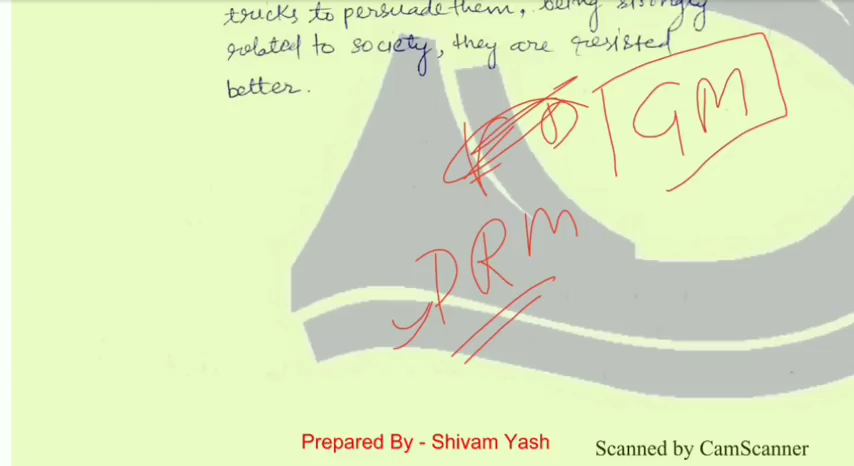 tricks to persuade them, being strongly
related to society, they are resisted
better.
GM
DRM
Prepared By - Shivam Yash
Scanned by CamScanner